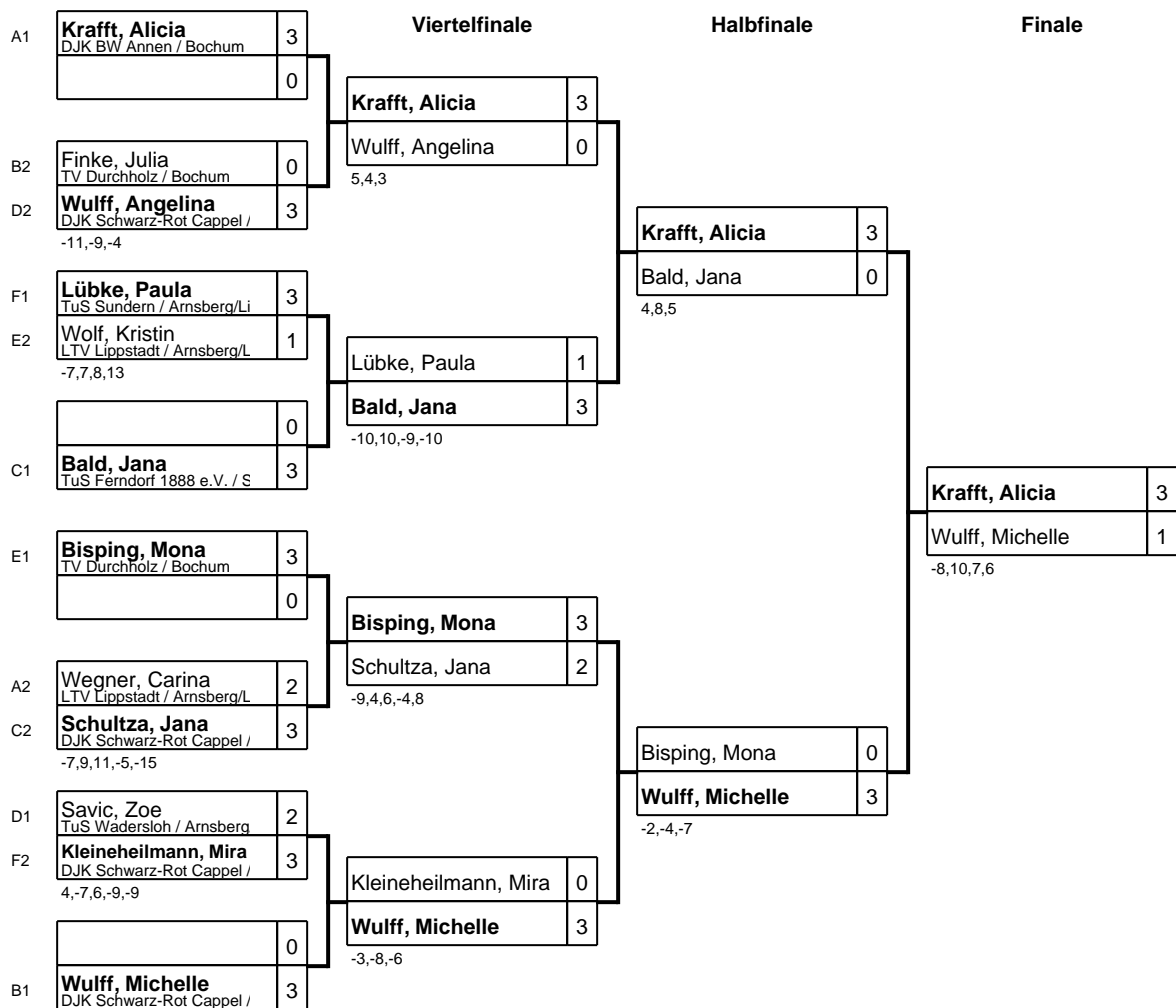 Viertelfinale
Halbfinale
Finale
A1
Krafft, Alicia
DJK BW Annen / Bochum
3
0
B2
Finke, Julia
TV Durchholz / Bochum
0
D2
Wulff, Angelina
DJK Schwarz-Rot Cappel /
3
-11,-9,-4
F1
Lübke, Paula
TuS Sundern / Arnsberg/Li
3
E2
Wolf, Kristin
LTV Lippstadt / Arnsberg/L
1
-7,7,8,13
0
C1
Bald, Jana
TuS Ferndorf 1888 e.V. / S
3
E1
Bisping, Mona
TV Durchholz / Bochum
3
0
A2
Wegner, Carina
LTV Lippstadt / Arnsberg/L
2
C2
Schultza, Jana
DJK Schwarz-Rot Cappel /
3
-7,9,11,-5,-15
D1
Savic, Zoe
TuS Wadersloh / Arnsberg
2
F2
Kleineheilmann, Mira
DJK Schwarz-Rot Cappel /
3
4,-7,6,-9,-9
0
B1
Wulff, Michelle
DJK Schwarz-Rot Cappel /
3
Krafft, Alicia
3
Wulff, Angelina
0
5,4,3
Lübke, Paula
1
Bald, Jana
3
-10,10,-9,-10
Bisping, Mona
3
Schultza, Jana
2
-9,4,6,-4,8
Kleineheilmann, Mira
0
Wulff, Michelle
3
-3,-8,-6
Krafft, Alicia
3
Bald, Jana
0
4,8,5
Bisping, Mona
0
Wulff, Michelle
3
-2,-4,-7
Krafft, Alicia
3
Wulff, Michelle
1
-8,10,7,6